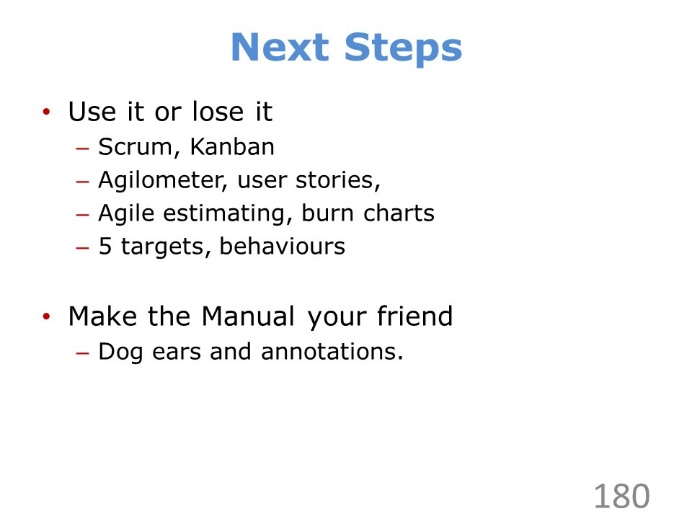 Next Steps
• Use it or lose it
– Scrum, Kanban
– Agilometer, user stories,
– Agile estimating, burn charts
– 5 targets, behaviours
• Make the Manual your friend
– Dog ears and annotations.
180